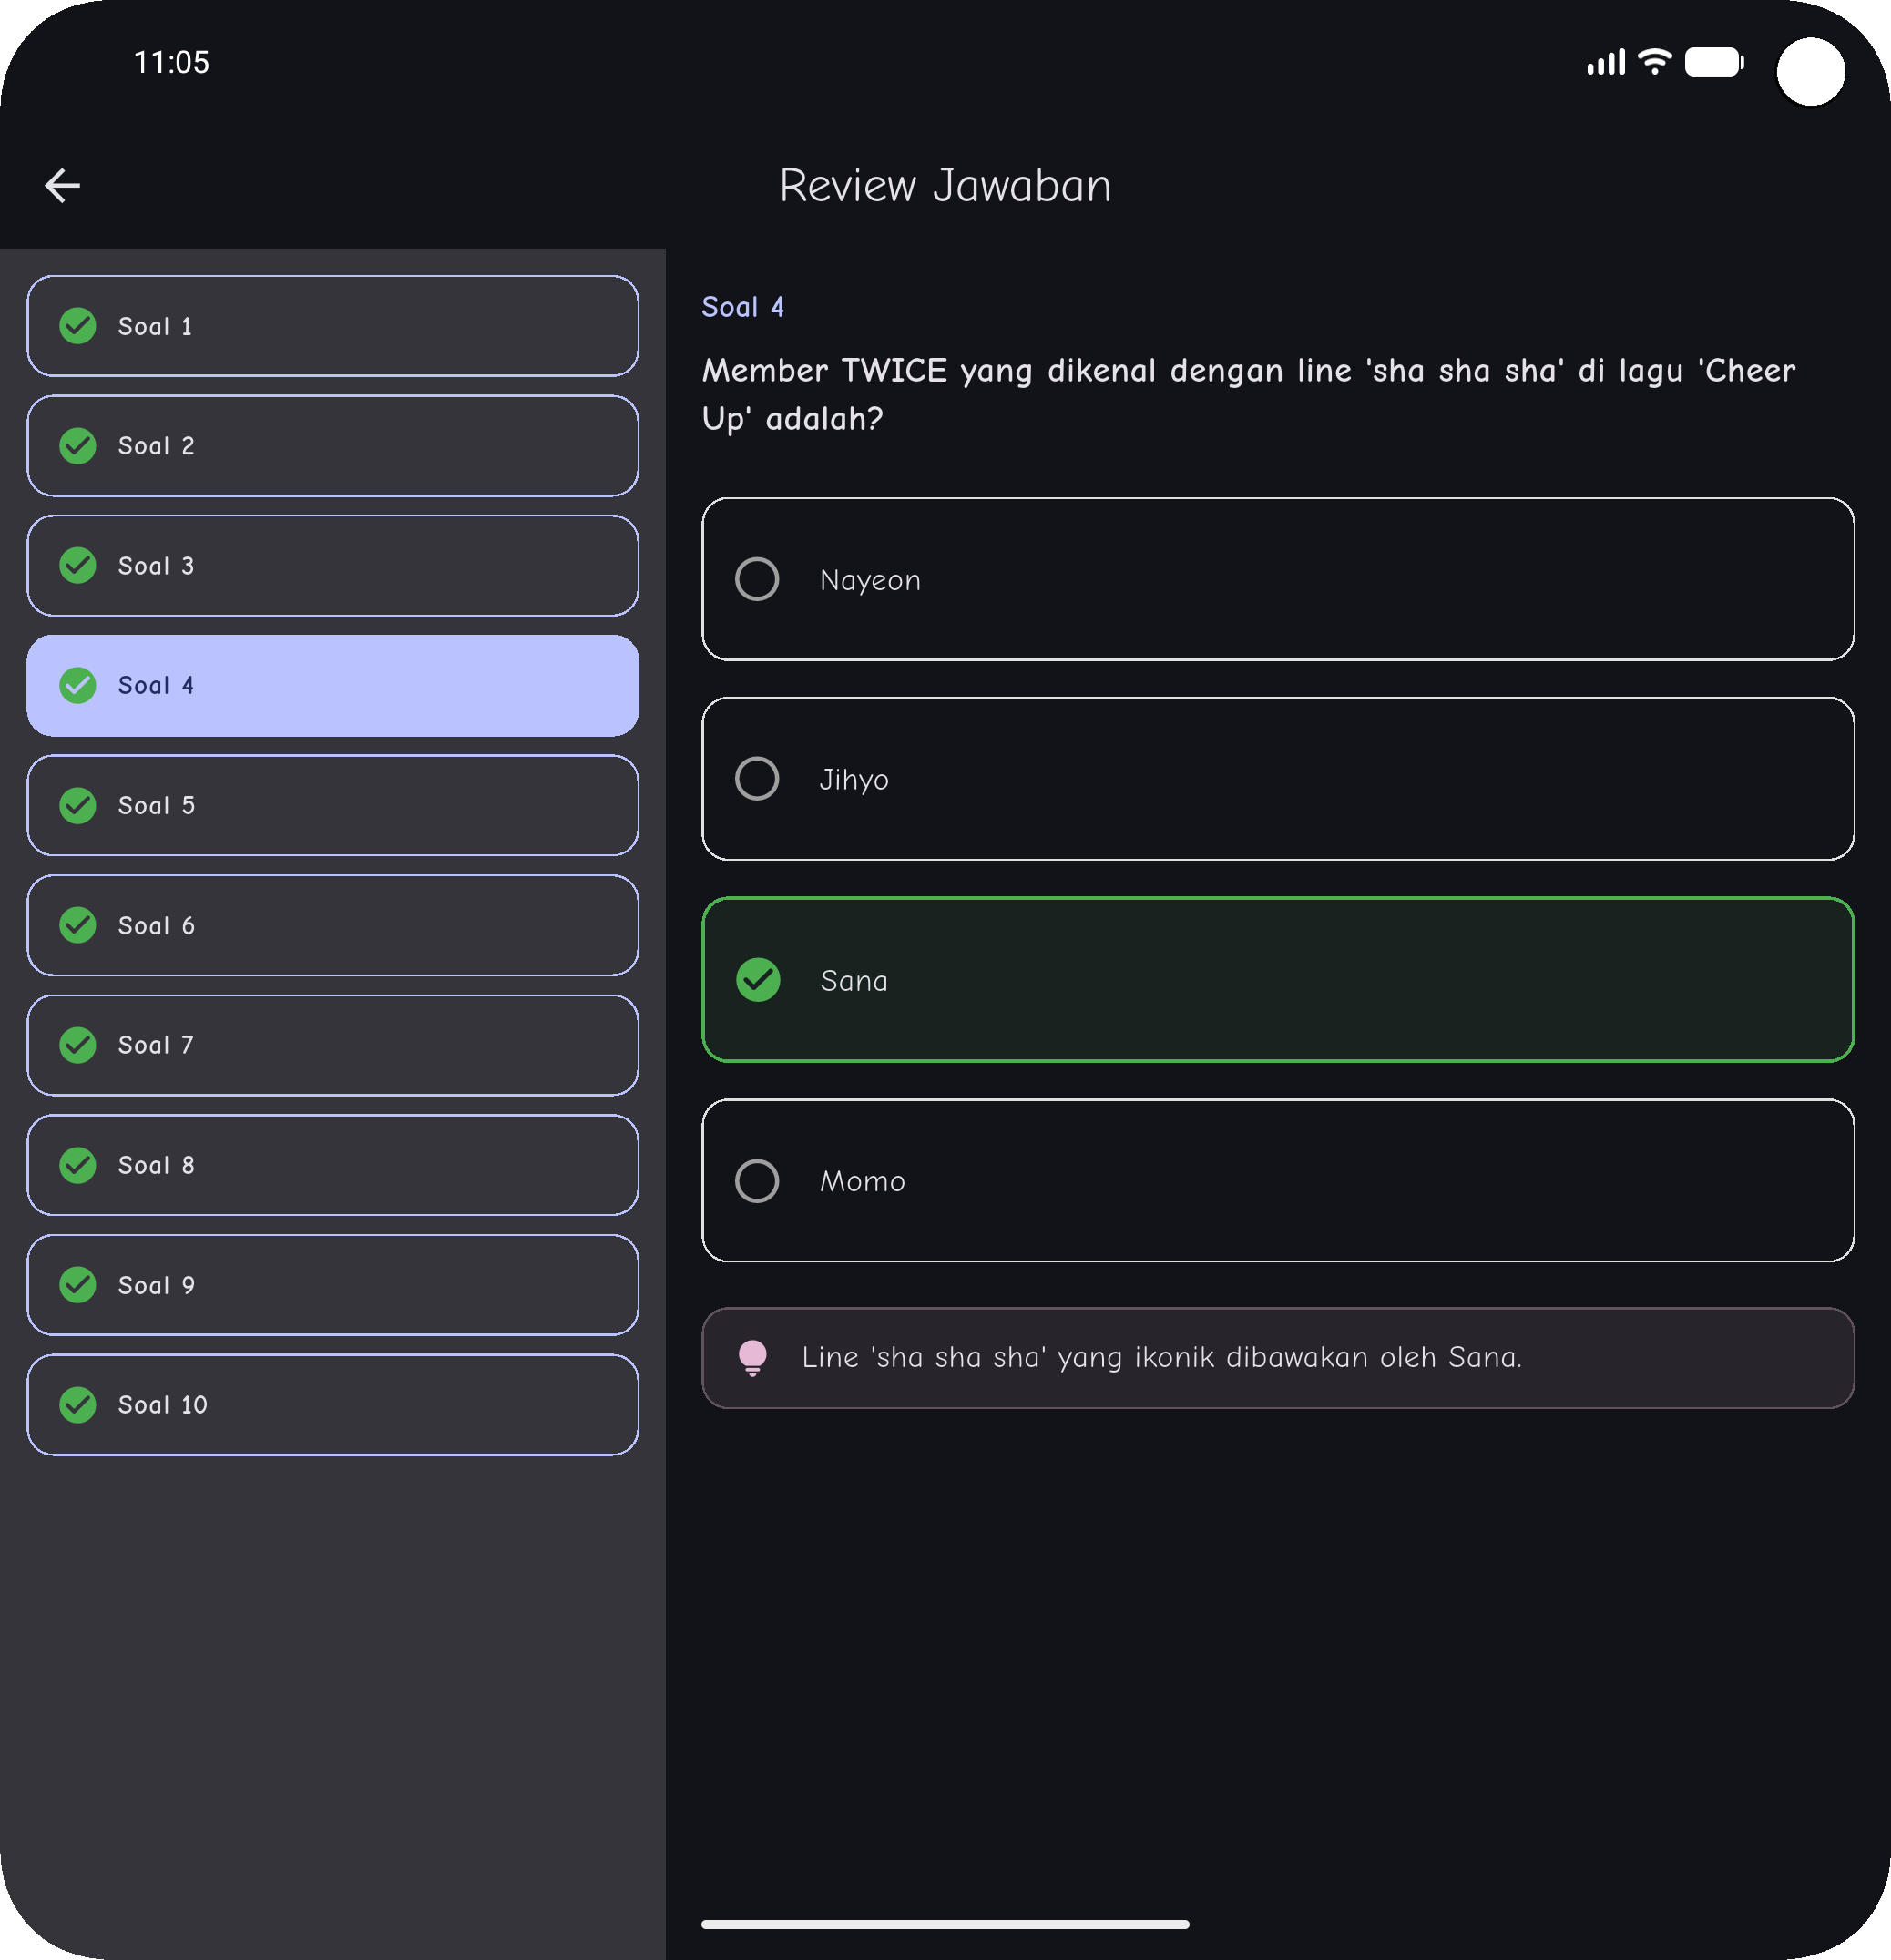 11:05
Review Jawaban
Soal 1
Soal 2
Soal 3
Soal 4
Soal 5
Soal 6
Soal 7
Soal 8
Soal 9
Soal 10
Soal 4
Member TWICE yang dikenal dengan line 'sha sha sha' di lagu 'Cheer
Up' adalah?
Nayeon
Jihyo
Sana
Momo
Line 'sha sha sha' yang ikonik dibawakan oleh Sana.